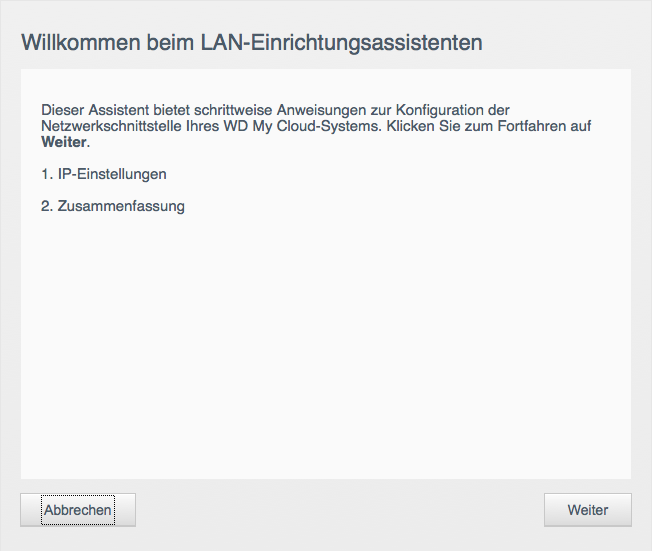 Willkommen beim LAN-Einrichtungsassistenten
Dieser Assistent bietet schrittweise Anweisungen zur Konfiguration der
Netzwerkschnittstelle Ihres WD My Cloud-Systems. Klicken Sie zum Fortfahren auf
Weiter.
1. IP-Einstellungen
2. Zusammenfassung
Abbrechen
Weiter